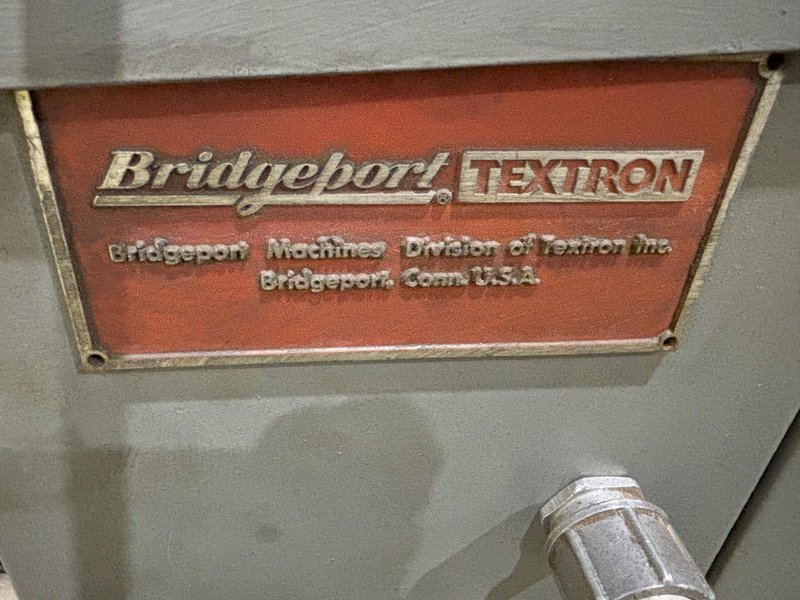 Bridgeport® TEXTRON
Bridgeport Machines Division of Textron Inc.
Bridgeport, Conn. U.S.A.